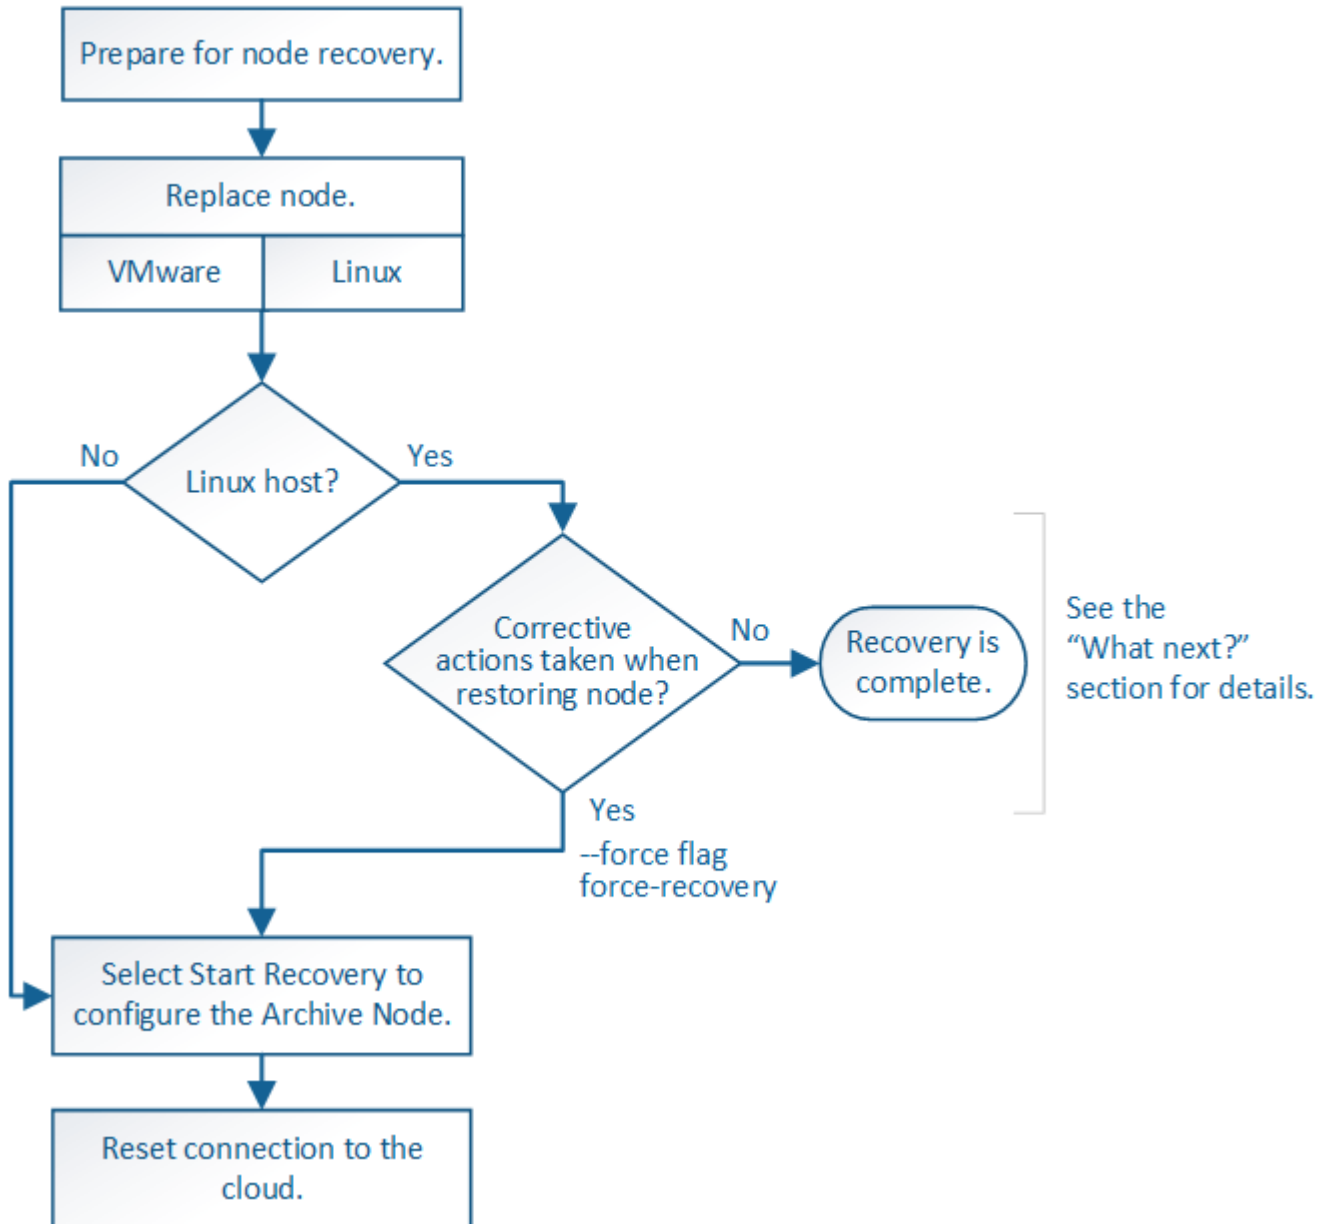 Prepare for node recovery.
Replace node.
VMware
Linux
No
Yes
Linux host?
Corrective
actions taken when
restoring node?
No
Recovery is
complete.
See the
“What next?”
section for details.
Yes
--force flag
force-recovery
Select Start Recovery to
configure the Archive Node.
Reset connection to the
cloud.